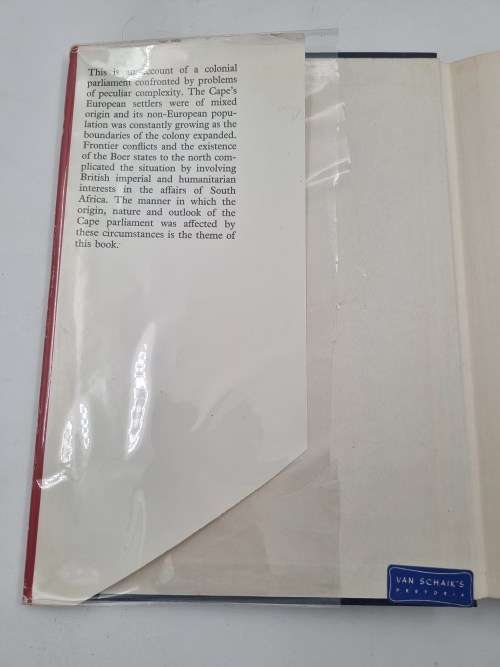 This is an account of a colonial
parliament confronted by problems
of peculiar complexity. The Cape's
European settlers were of mixed
origin and its non-European popu-
lation was constantly growing as the
boundaries of the colony expanded.
Frontier conflicts and the existence
of the Boer states to the north com-
plicated the situation by involving
British imperial and humanitarian
interests in the affairs of South
Africa. The manner in which the
origin, nature and outlook of the
Cape parliament was affected by
these circumstances is the theme of
this book.
VAN SCHAIK'S
PRETORIA